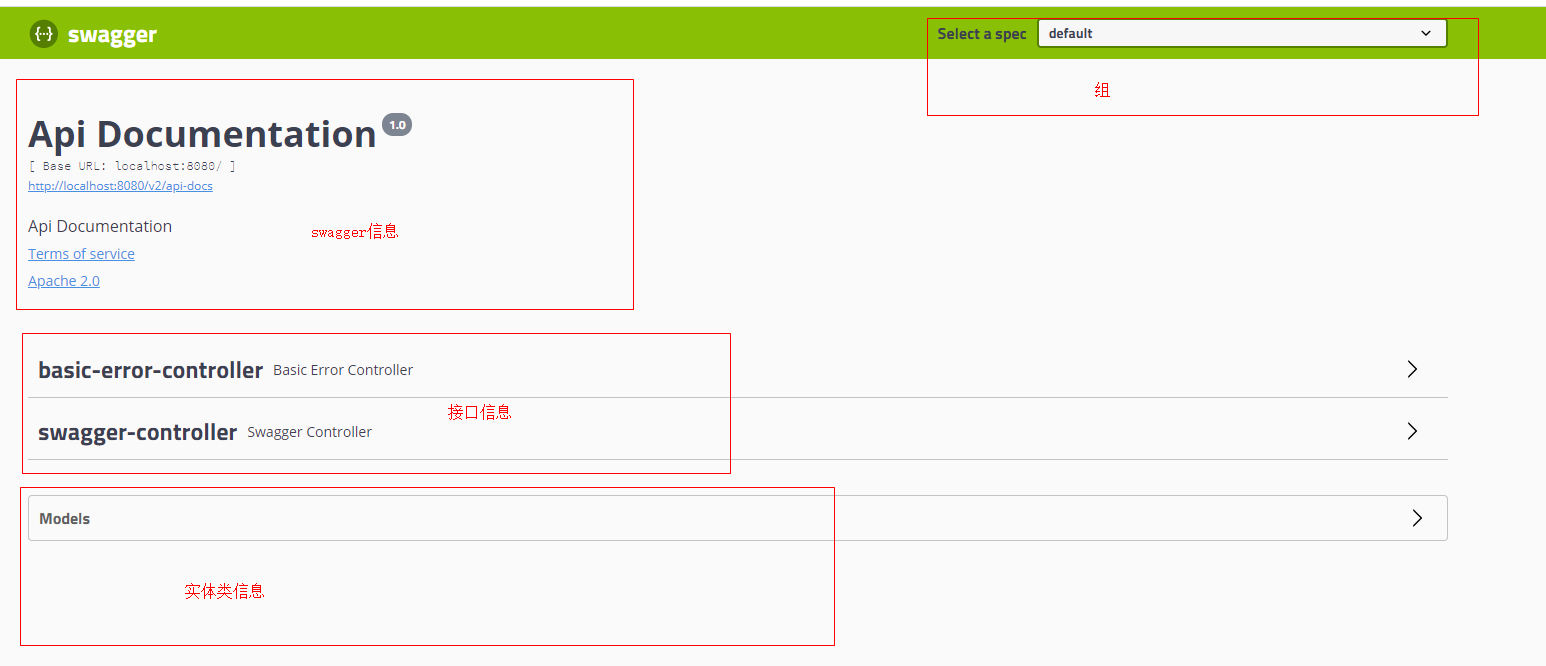 {··} swagger
Select a spec default
组
Api Documentation 1.0
[ Base URL: localhost:8080/ ]
http://localhost:8080/v2/api-docs
Api Documentation
swagger信息
Terms of service
Apache 2.0
basic-error-controller Basic Error Controller
接口信息
swagger-controller Swagger Controller
Models
实体类信息